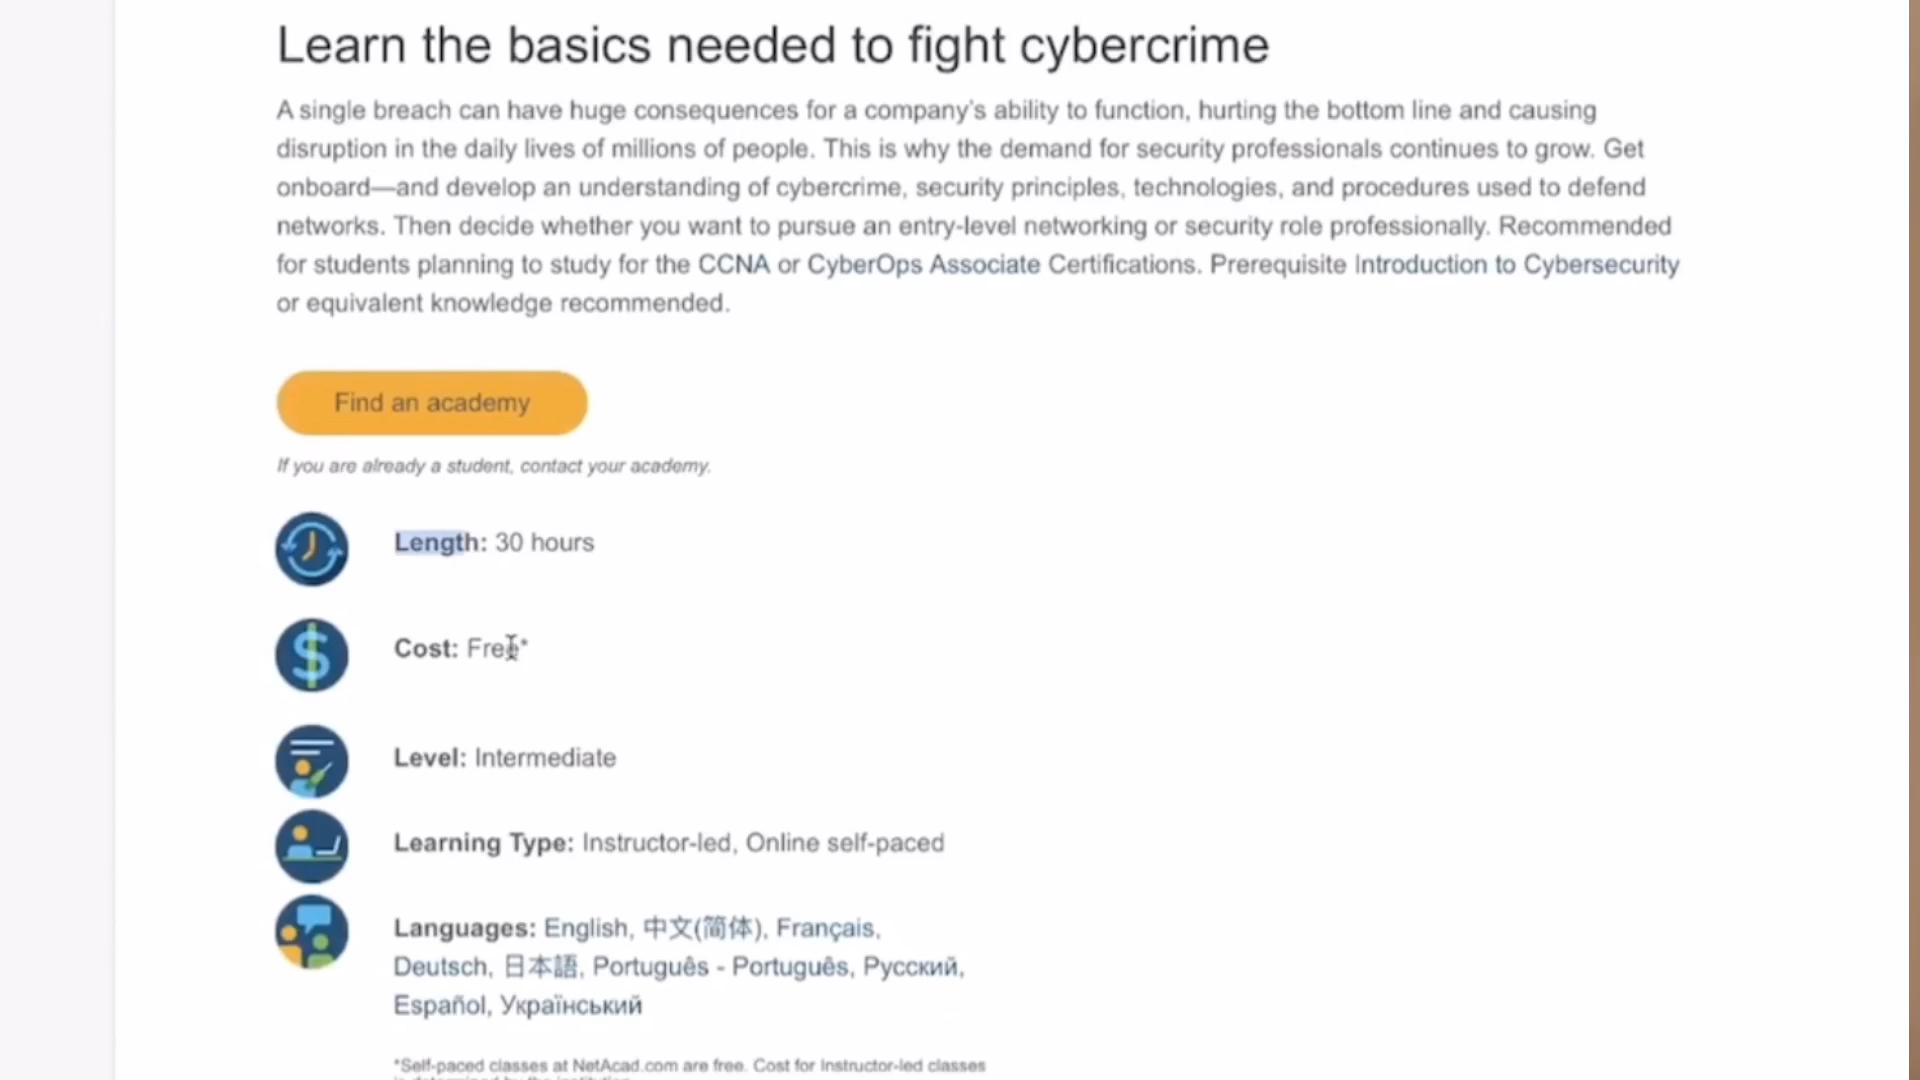 Learn the basics needed to fight cybercrime
A single breach can have huge consequences for a company's ability to function, hurting the bottom line and causing
disruption in the daily lives of millions of people. This is why the demand for security professionals continues to grow. Get
onboard—and develop an understanding of cybercrime, security principles, technologies, and procedures used to defend
networks. Then decide whether you want to pursue an entry-level networking or security role professionally. Recommended
for students planning to study for the CCNA or CyberOps Associate Certifications. Prerequisite Introduction to Cybersecurity
or equivalent knowledge recommended.
Find an academy
If you are already a student, contact your academy.
Length: 30 hours
Cost: Free*
Level: Intermediate
Learning Type: Instructor-led, Online self-paced
Languages: English, 中文(简体), Français,
Deutsch, 日本語, Português - Português, Русский,
Español, Український
*Self-paced classes at NetAcad.com are free. Cost for Instructor-led classes